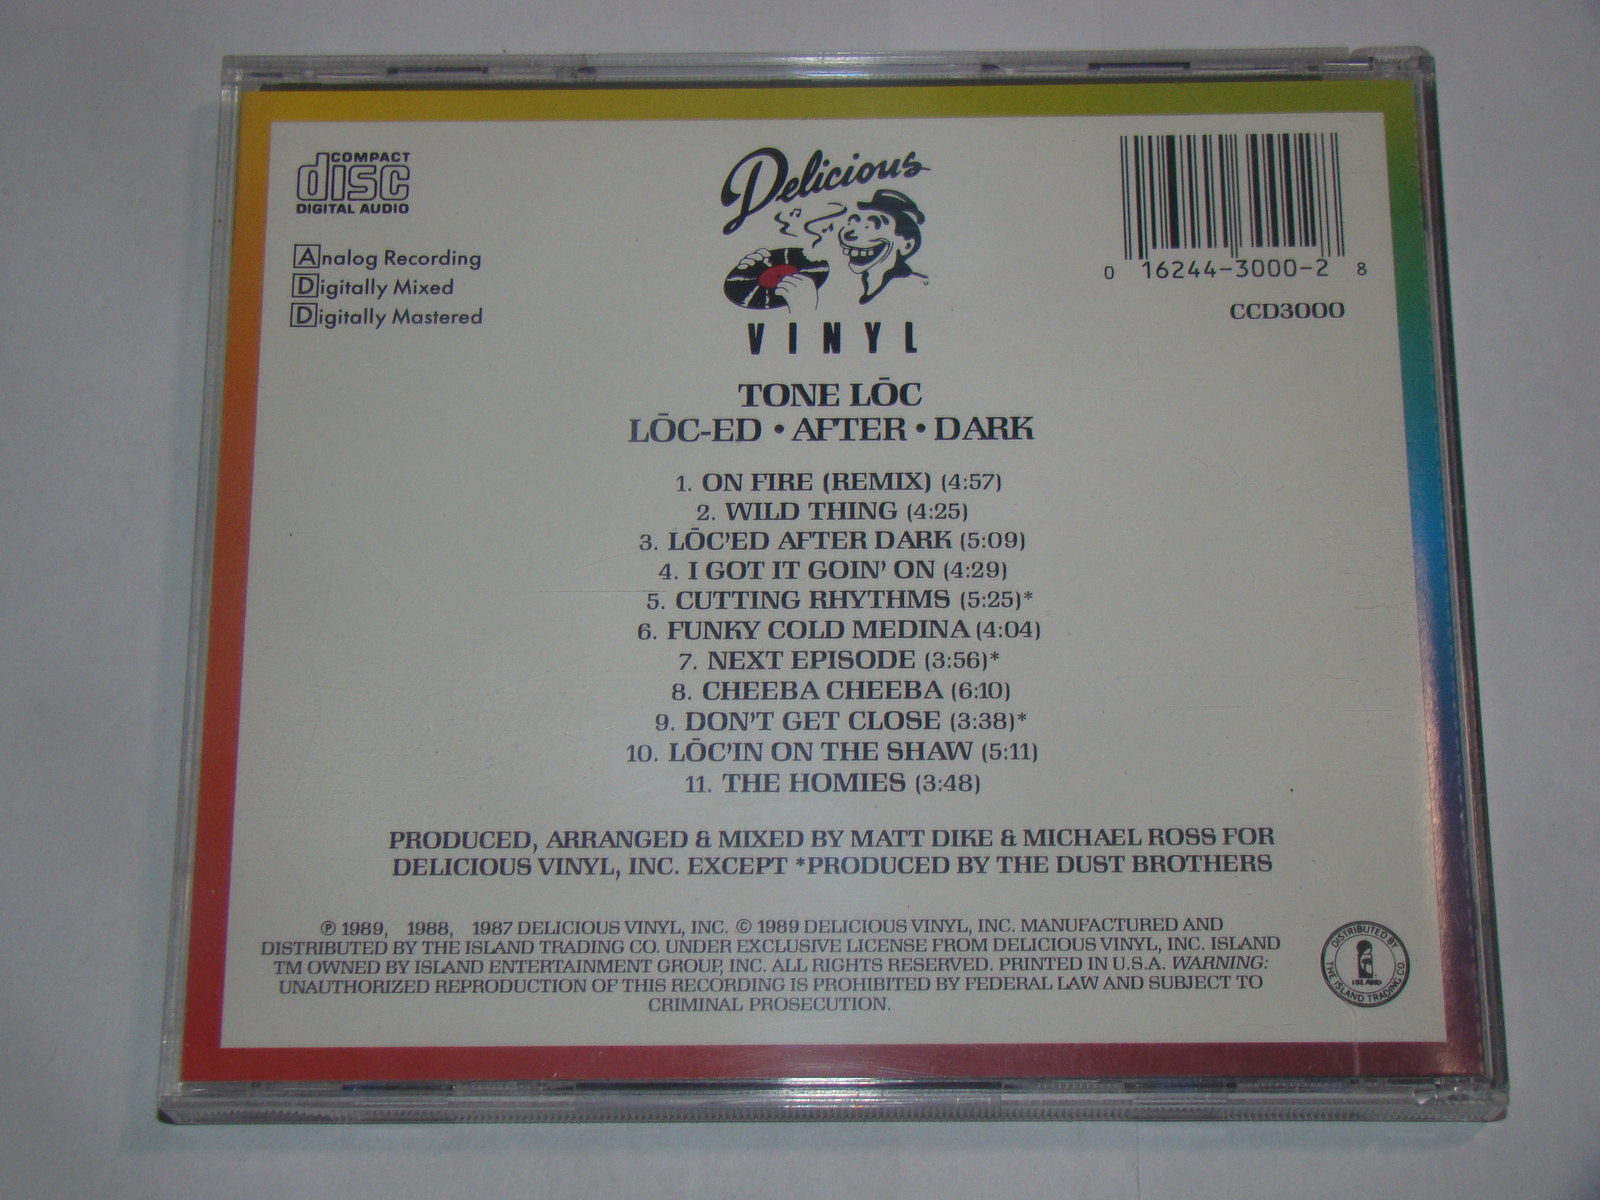 COMPACT
disc
DIGITAL AUDIO
Analog Recording
Digitally Mixed
Digitally Mastered
Delicious
VINYL
TM
0 16244-3000-2 8
CCD3000
TONE LŌC
LŌC-ED • AFTER • DARK
1. ON FIRE (REMIX) (4:57)
2. WILD THING (4:25)
3. LŌC'ED AFTER DARK (5:09)
4. I GOT IT GOIN' ON (4:29)
5. CUTTING RHYTHMS (5:25)*
6. FUNKY COLD MEDINA (4:04)
7. NEXT EPISODE (3:56)*
8. CHEEBA CHEEBA (6:10)
9. DON'T GET CLOSE (3:38)*
10. LŌC'IN ON THE SHAW (5:11)
11. THE HOMIES (3:48)
PRODUCED, ARRANGED & MIXED BY MATT DIKE & MICHAEL ROSS FOR
DELICIOUS VINYL, INC. EXCEPT *PRODUCED BY THE DUST BROTHERS
℗ 1989, 1988, 1987 DELICIOUS VINYL, INC. © 1989 DELICIOUS VINYL, INC. MANUFACTURED AND
DISTRIBUTED BY THE ISLAND TRADING CO. UNDER EXCLUSIVE LICENSE FROM DELICIOUS VINYL, INC. ISLAND
TM OWNED BY ISLAND ENTERTAINMENT GROUP, INC. ALL RIGHTS RESERVED. PRINTED IN U.S.A. WARNING:
UNAUTHORIZED REPRODUCTION OF THIS RECORDING IS PROHIBITED BY FEDERAL LAW AND SUBJECT TO
CRIMINAL PROSECUTION.
DISTRIBUTED BY
THE ISLAND TRADING CO.
ISLAND